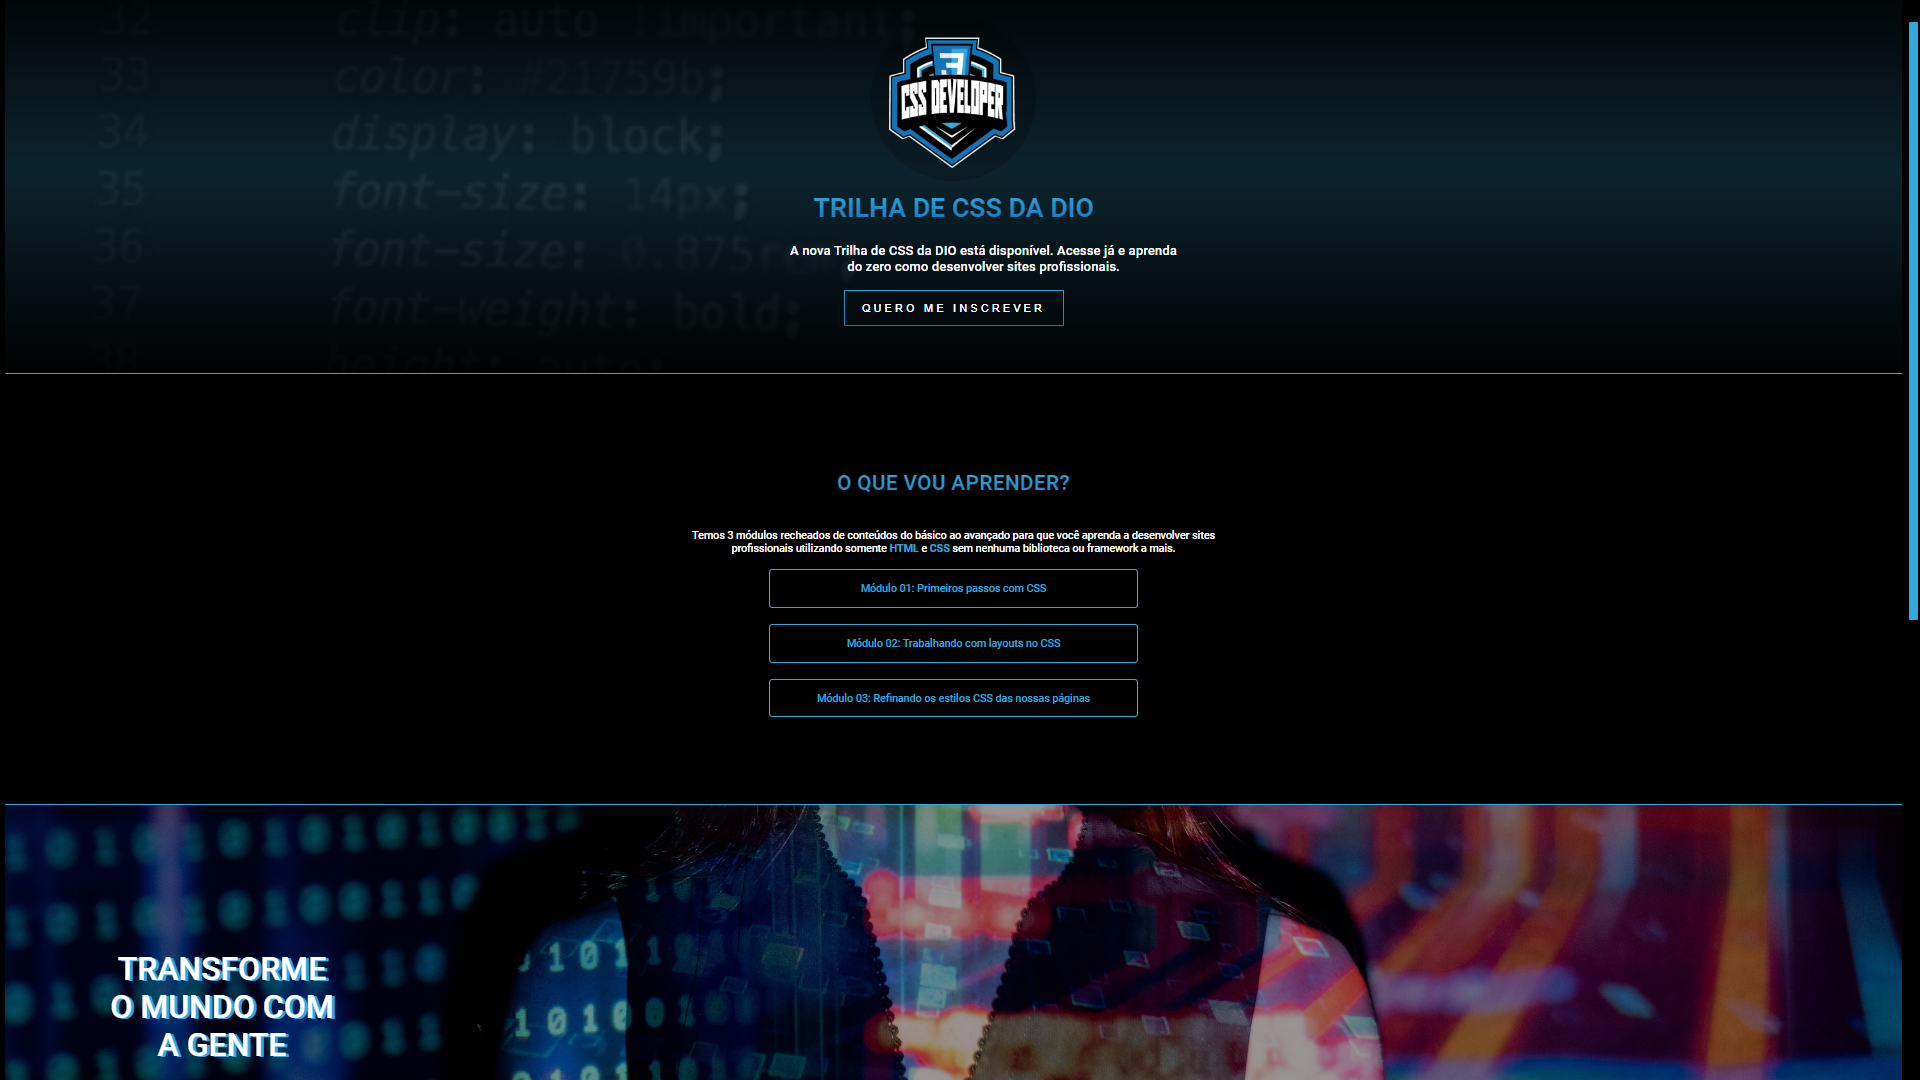 32 clip: auto !important;
33 color: #21759b;
34 display: block;
35 font-size: 14px;
36 font-size: 0.875r
37 font-weight: bold;
38 height: auto;
3
CSS DEVELOPER
TRILHA DE CSS DA DIO
A nova Trilha de CSS da DIO está disponível. Acesse já e aprenda
do zero como desenvolver sites profissionais.
QUERO ME INSCREVER
O QUE VOU APRENDER?
Temos 3 módulos recheados de conteúdos do básico ao avançado para que você aprenda a desenvolver sites
profissionais utilizando somente HTML e CSS sem nenhuma biblioteca ou framework a mais.
Módulo 01: Primeiros passos com CSS
Módulo 02: Trabalhando com layouts no CSS
Módulo 03: Refinando os estilos CSS das nossas páginas
TRANSFORME
O MUNDO COM
A GENTE